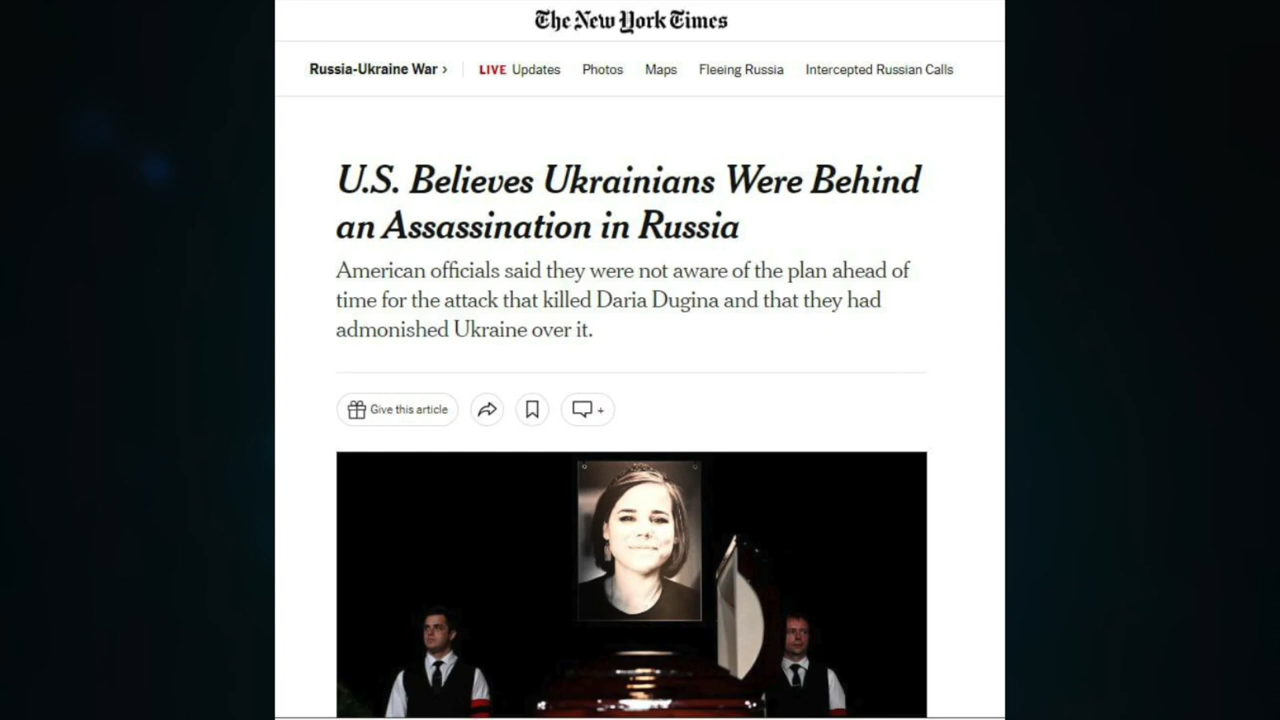 The New York Times
Russia-Ukraine War › LIVE Updates Photos Maps Fleeing Russia Intercepted Russian Calls
U.S. Believes Ukrainians Were Behind
an Assassination in Russia
American officials said they were not aware of the plan ahead of
time for the attack that killed Daria Dugina and that they had
admonished Ukraine over it.
Give this article +